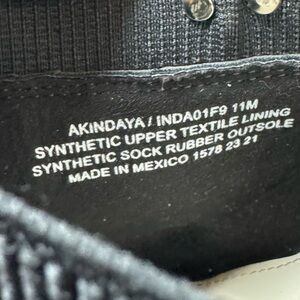 AKINDAYA / INDA01F9 11M
SYNTHETIC UPPER TEXTILE LINING
SYNTHETIC SOCK RUBBER OUTSOLE
MADE IN MEXICO 1578 23 21